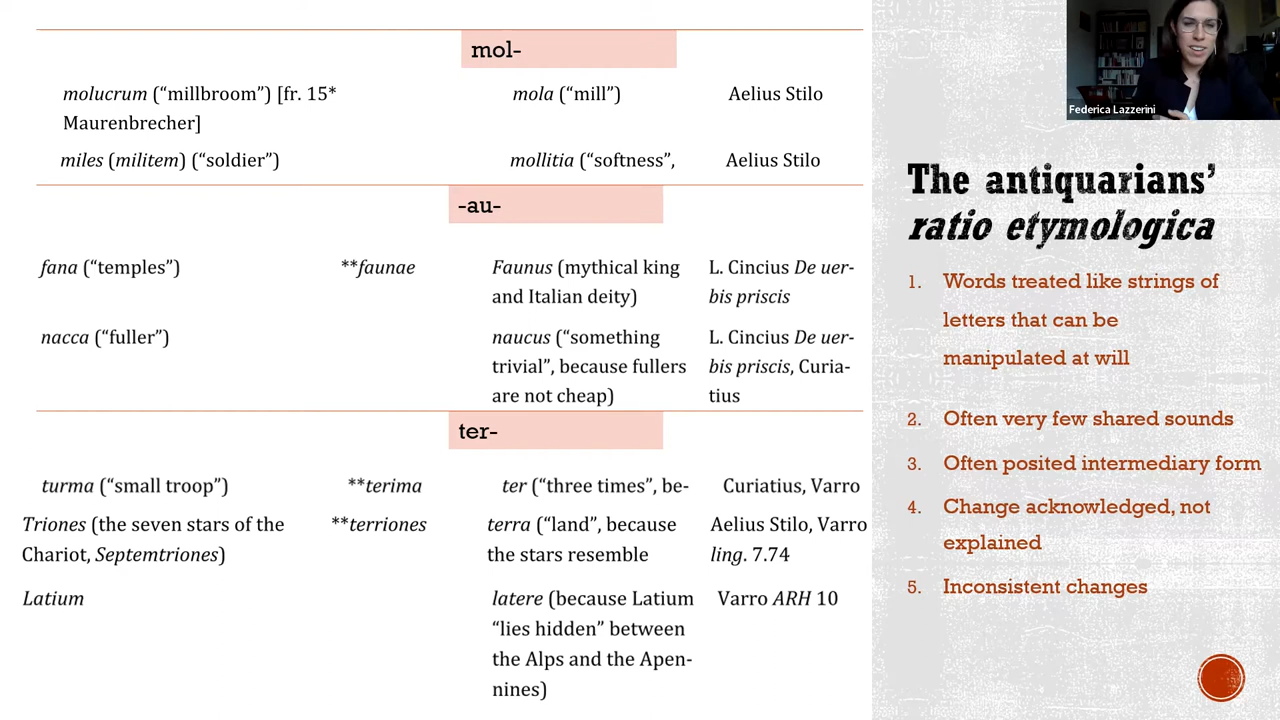 mol-
molucrum (“millbroom”) [fr. 15* mola (“mill”) Aelius Stilo
Maurenbrecher]
miles (militem) (“soldier”) mollitia (“softness”, Aelius Stilo
-au-
fana (“temples”) **faunae Faunus (mythical king L. Cincius De uer-
and Italian deity) bis priscis
nacca (“fuller”) naucus (“something L. Cincius De uer-
trivial”, because fullers bis priscis, Curia-
are not cheap) tius
ter-
turma (“small troop”) **terima ter (“three times”, be- Curiatius, Varro
Triones (the seven stars of the **terriones terra (“land”, because Aelius Stilo, Varro
Chariot, Septemtriones) the stars resemble ling. 7.74
Latium latere (because Latium Varro ARH 10
“lies hidden” between
the Alps and the Apen-
nines)
Federica Lazzerini
The antiquarians’
ratio etymologica
1. Words treated like strings of
letters that can be
manipulated at will
2. Often very few shared sounds
3. Often posited intermediary form
4. Change acknowledged, not
explained
5. Inconsistent changes